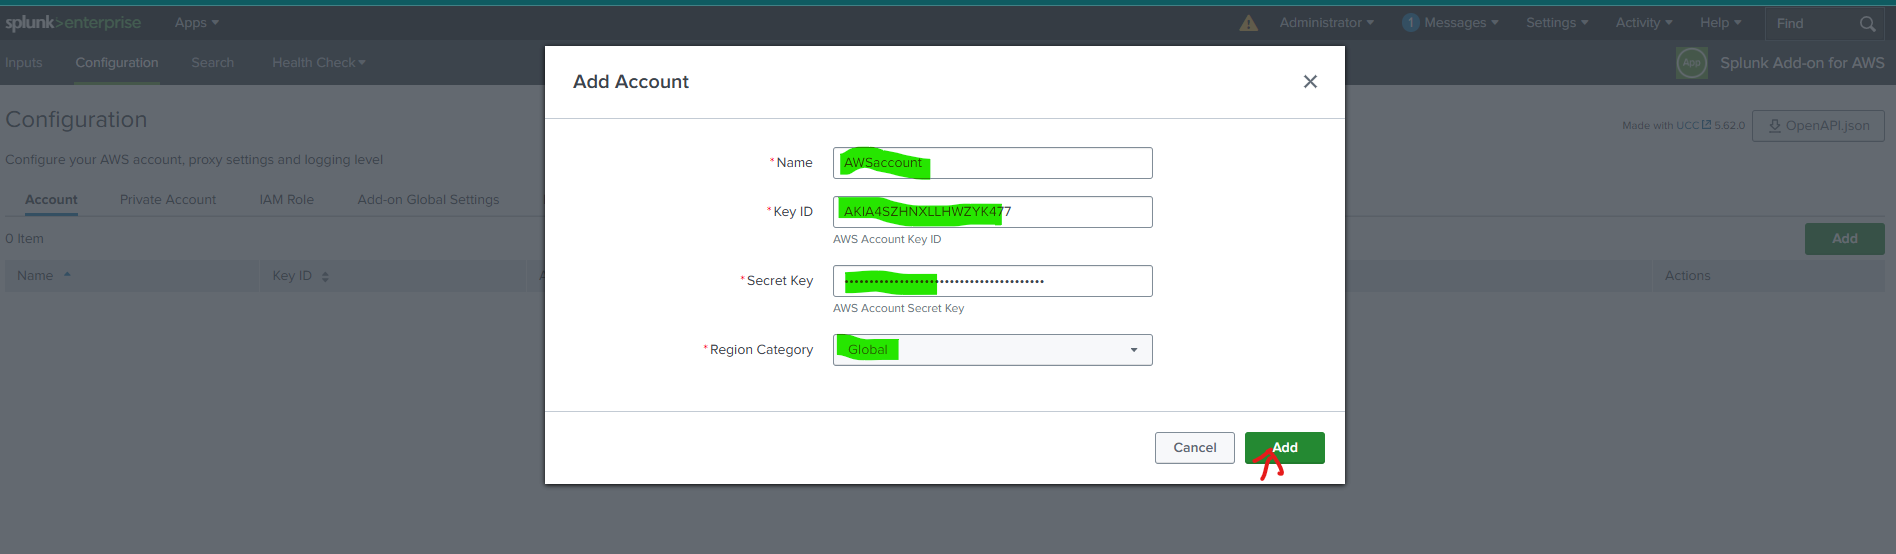 splunk>enterprise Apps Administrator 1 Messages Settings Activity Help Find
Inputs Configuration Search Health Check App Splunk Add-on for AWS
Configuration
Made with UCC 5.62.0 OpenAPI.json
Configure your AWS account, proxy settings and logging level
Account Private Account IAM Role Add-on Global Settings
0 Item
Add
Name Key ID A Actions
Add Account
*Name AWSaccount
*Key ID AKIA4SZHNXLLHWZYK477
AWS Account Key ID
*Secret Key ••••••••••••••••••••••••••••••••••••••••
AWS Account Secret Key
*Region Category Global
Cancel Add